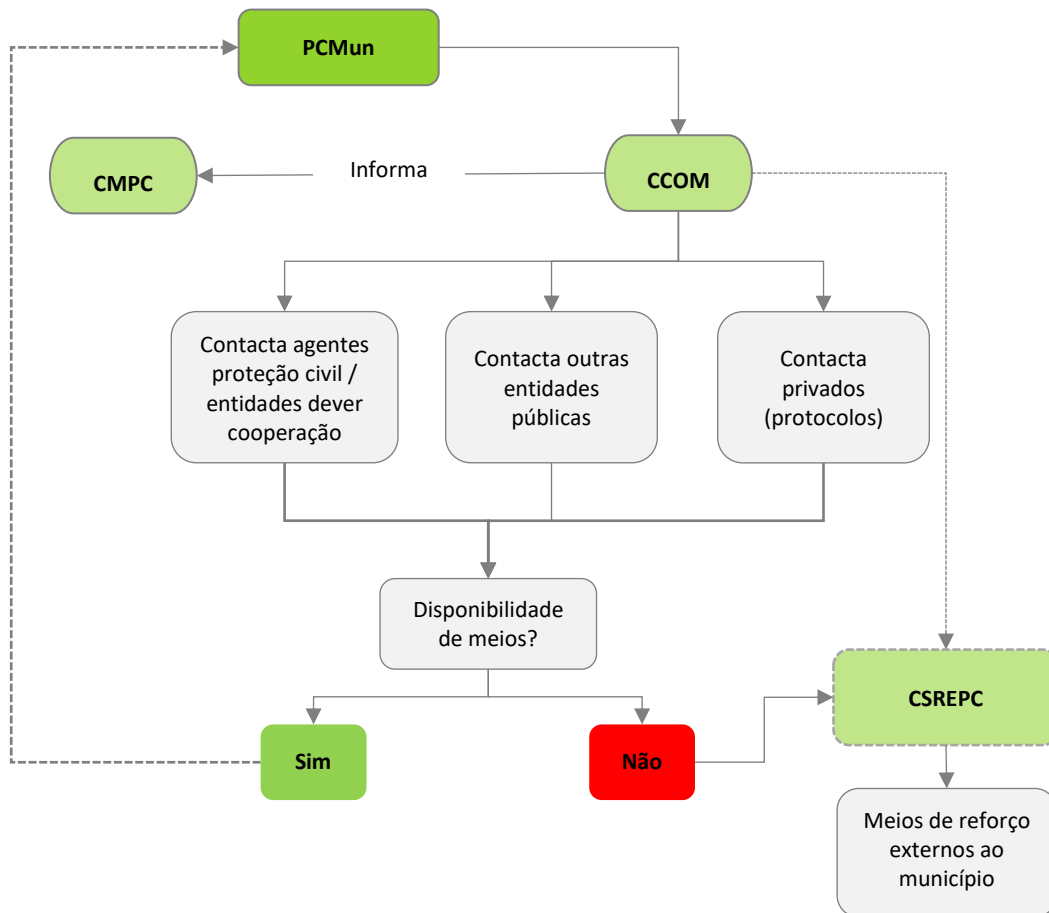 PCMun
CMPC
Informa
CCOM
Contacta agentes
proteção civil /
entidades dever
cooperação
Contacta outras
entidades
públicas
Contacta
privados
(protocolos)
Disponibilidade
de meios?
CSREPC
Sim
Não
Meios de reforço
externos ao
município